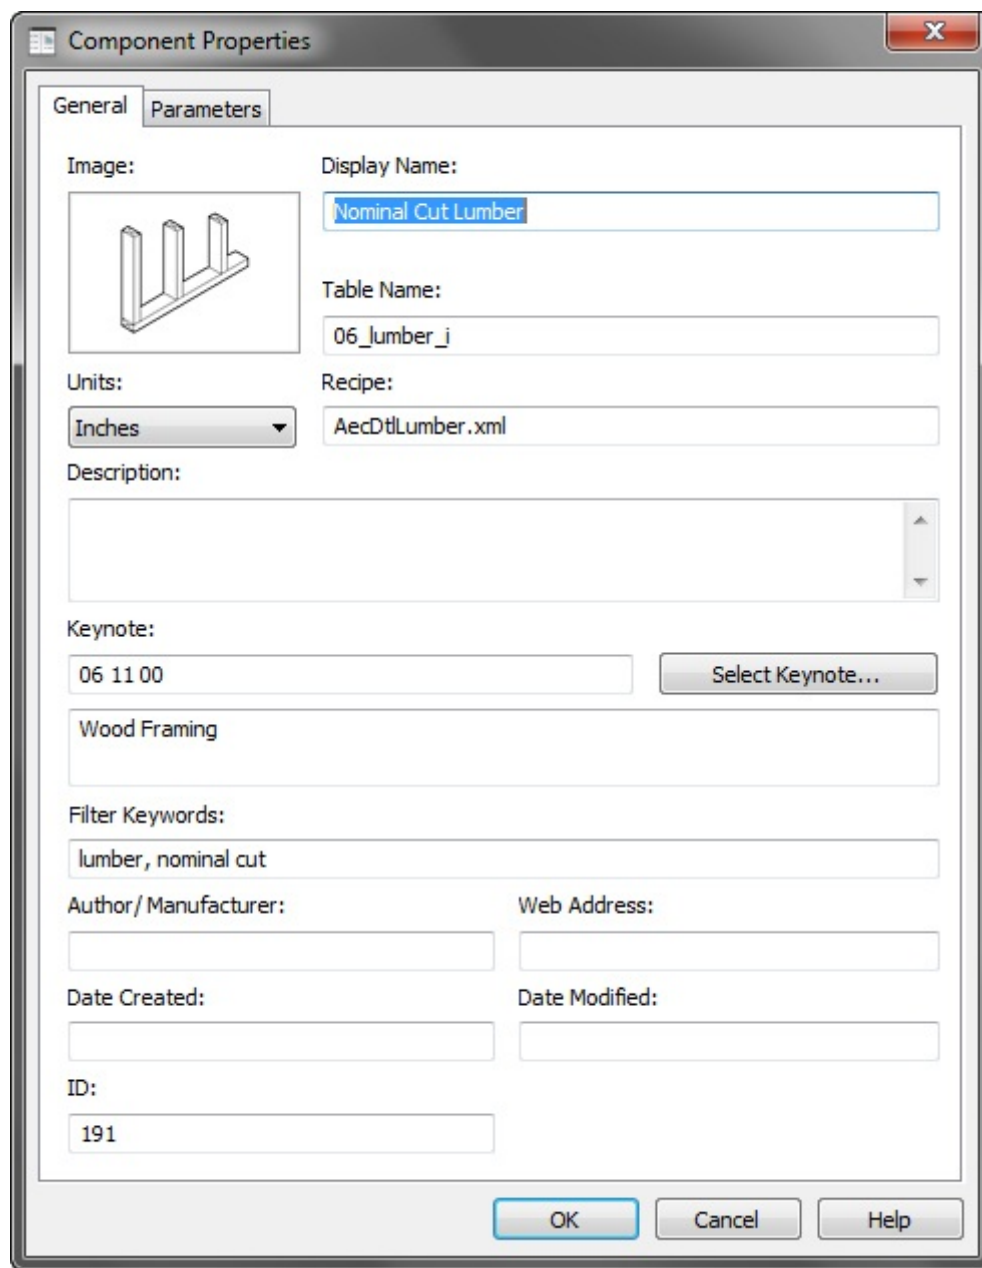 Component Properties
General Parameters
Image: Display Name:
Nominal Cut Lumber
Table Name:
06_lumber_i
Units: Recipe:
Inches AecDtlLumber.xml
Description:
Keynote:
06 11 00 Select Keynote...
Wood Framing
Filter Keywords:
lumber, nominal cut
Author/ Manufacturer: Web Address:
Date Created: Date Modified:
ID:
191
OK Cancel Help